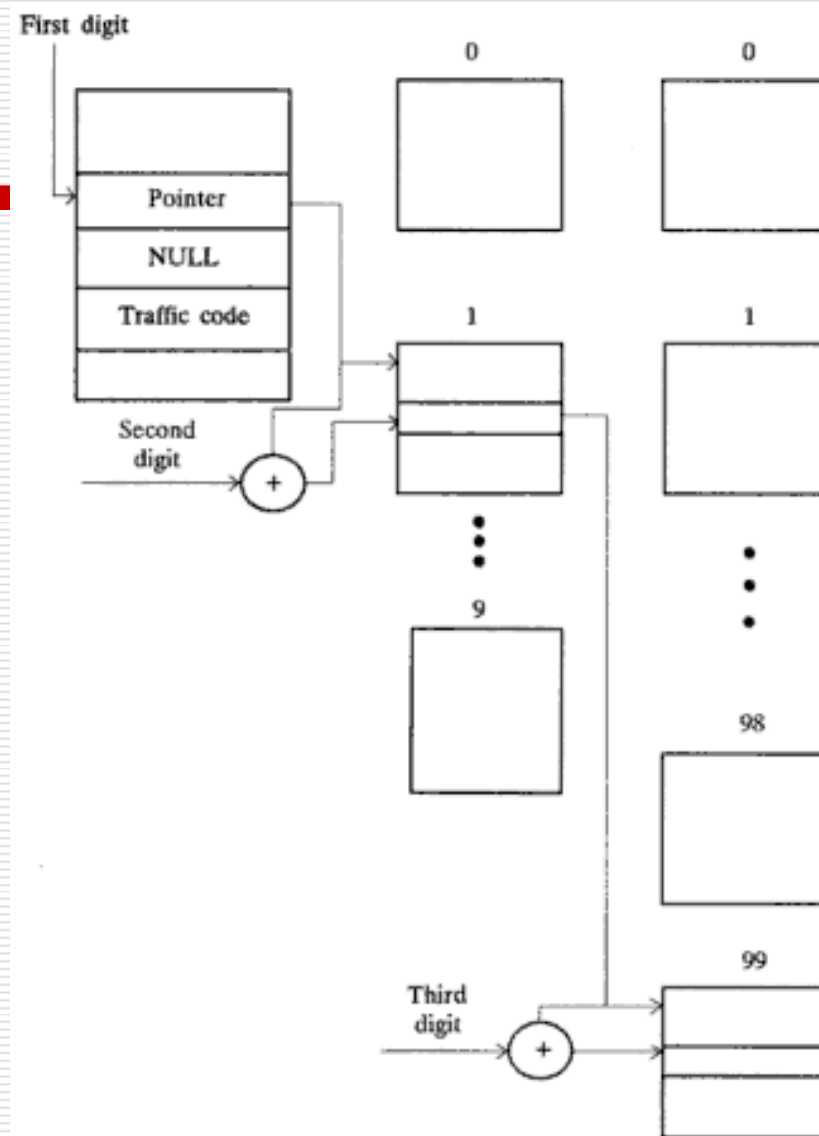 First digit
0
0
Pointer
NULL
Traffic code
1
1
Second
digit
+
9
98
99
Third
digit
+